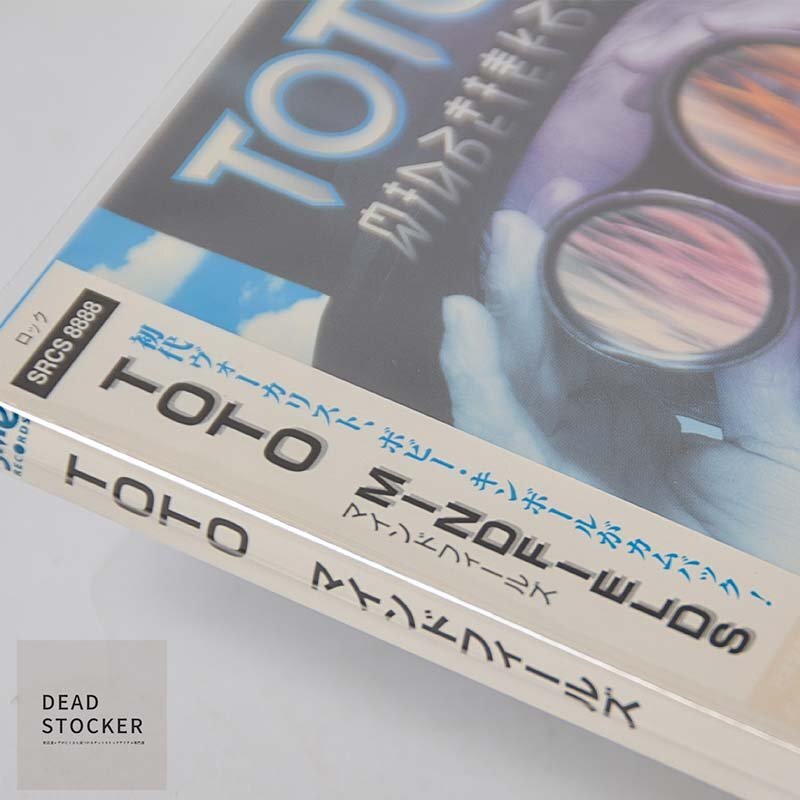 TOTO
MINDFIELDS
ロック
SRCS 8888
初代ヴォーカリスト、ボビー・キンボールがカムバック！
TOTO
MINDFIELDS
マインドフィールズ
RECORDS
TOTO マインドフィールズ
DEAD
STOCKER